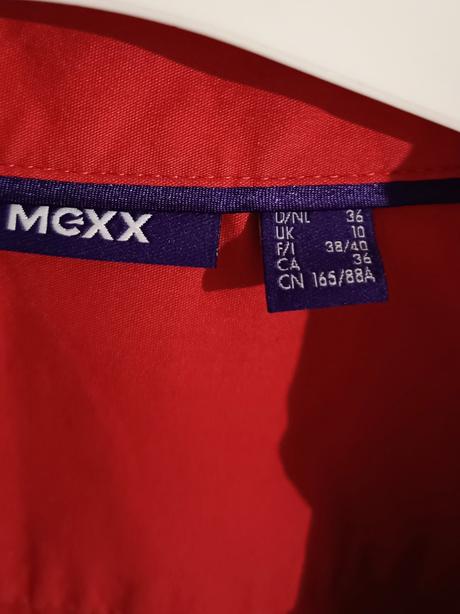 MEXX
D/NL 36
UK 10
F/I 38/40
CA 36
CN 165/88A